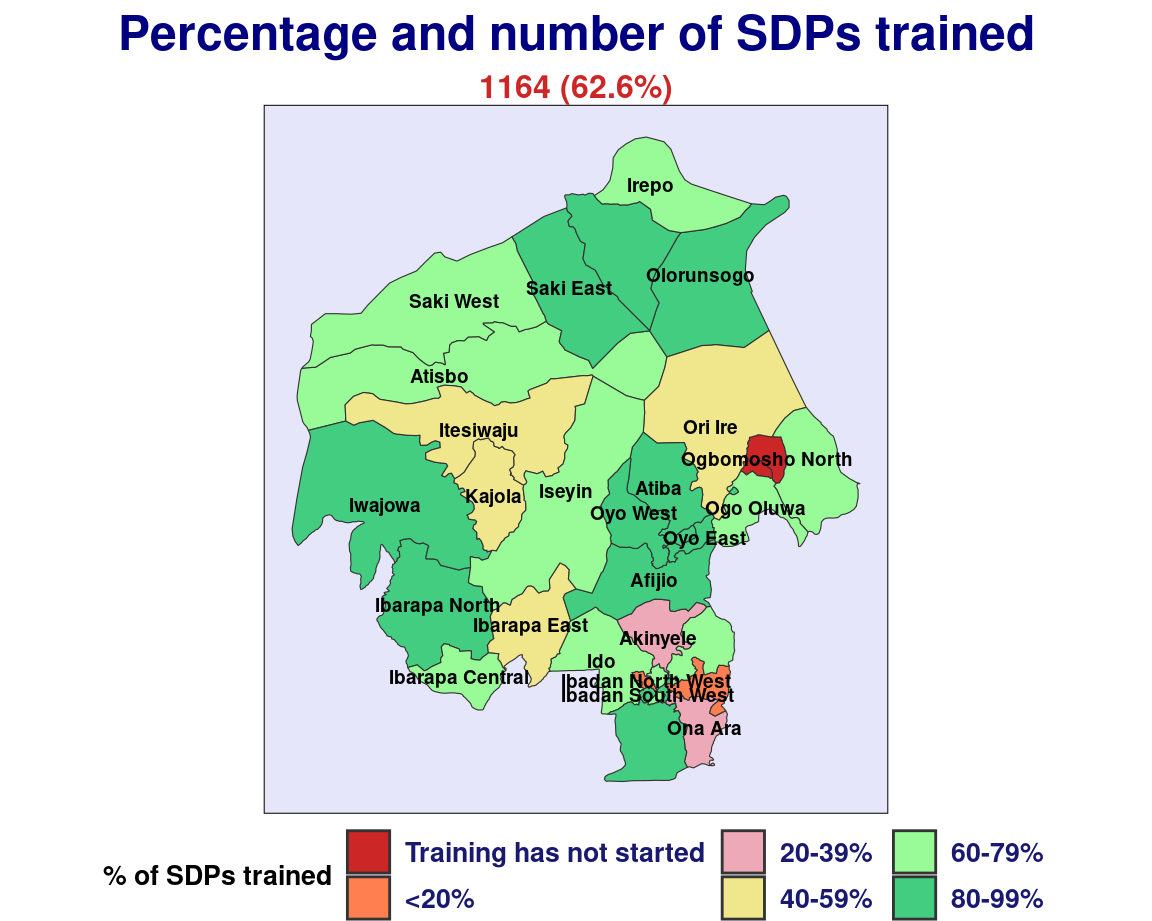 Percentage and number of SDPs trained
1164 (62.6%)
Irepo
Olorunsogo
Saki East
Saki West
Atisbo
Ori Ire
Itesiwaju
Ogbomosho North
Atiba
Iseyin
Kajola
Iwajowa
Ogo Oluwa
Oyo West
Oyo East
Afijio
Ibarapa North
Ibarapa East
Akinyele
Ido
Ibarapa Central
Ibadan North West
Ibadan South West
Ona Ara
% of SDPs trained
Training has not started
<20%
20-39%
40-59%
60-79%
80-99%